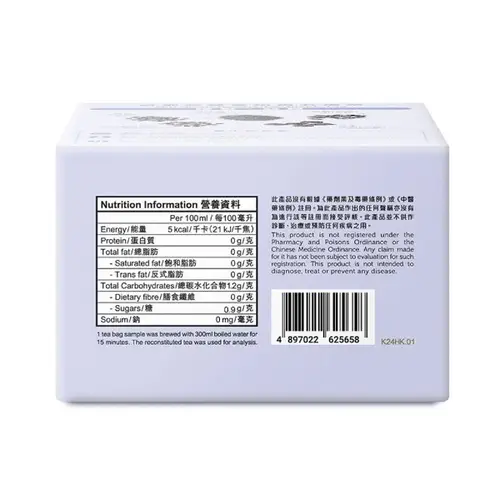 Nutrition Information 營養資料
Per 100ml / 每100毫升
Energy/能量 5 kcal/千卡 (21 kJ/千焦)
Protein/蛋白質 0 g/克
Total fat/總脂肪 0 g/克
- Saturated fat/飽和脂肪 0 g/克
- Trans fat/反式脂肪 0 g/克
Total Carbohydrates/總碳水化合物 1.2g/克
- Dietary fibre/膳食纖維 0 g/克
- Sugars/糖 0.9 g/克
Sodium/鈉 0 mg/毫克
1 tea bag sample was brewed with 300ml boiled water for
15 minutes. The reconstituted tea was used for analysis.
此產品沒有根據《藥劑業及毒藥條例》或《中醫
藥條例》註冊。為此產品作出的任何聲稱亦沒有
為進行該等註冊而接受評核。此產品並不供作
診斷、治療或預防任何疾病之用。
This product is not registered under the
Pharmacy and Poisons Ordinance or the
Chinese Medicine Ordinance. Any claim made
for it has not been subject to evaluation for such
registration. This product is not intended to
diagnose, treat or prevent any disease.
4 897022 625658
K24HK.01